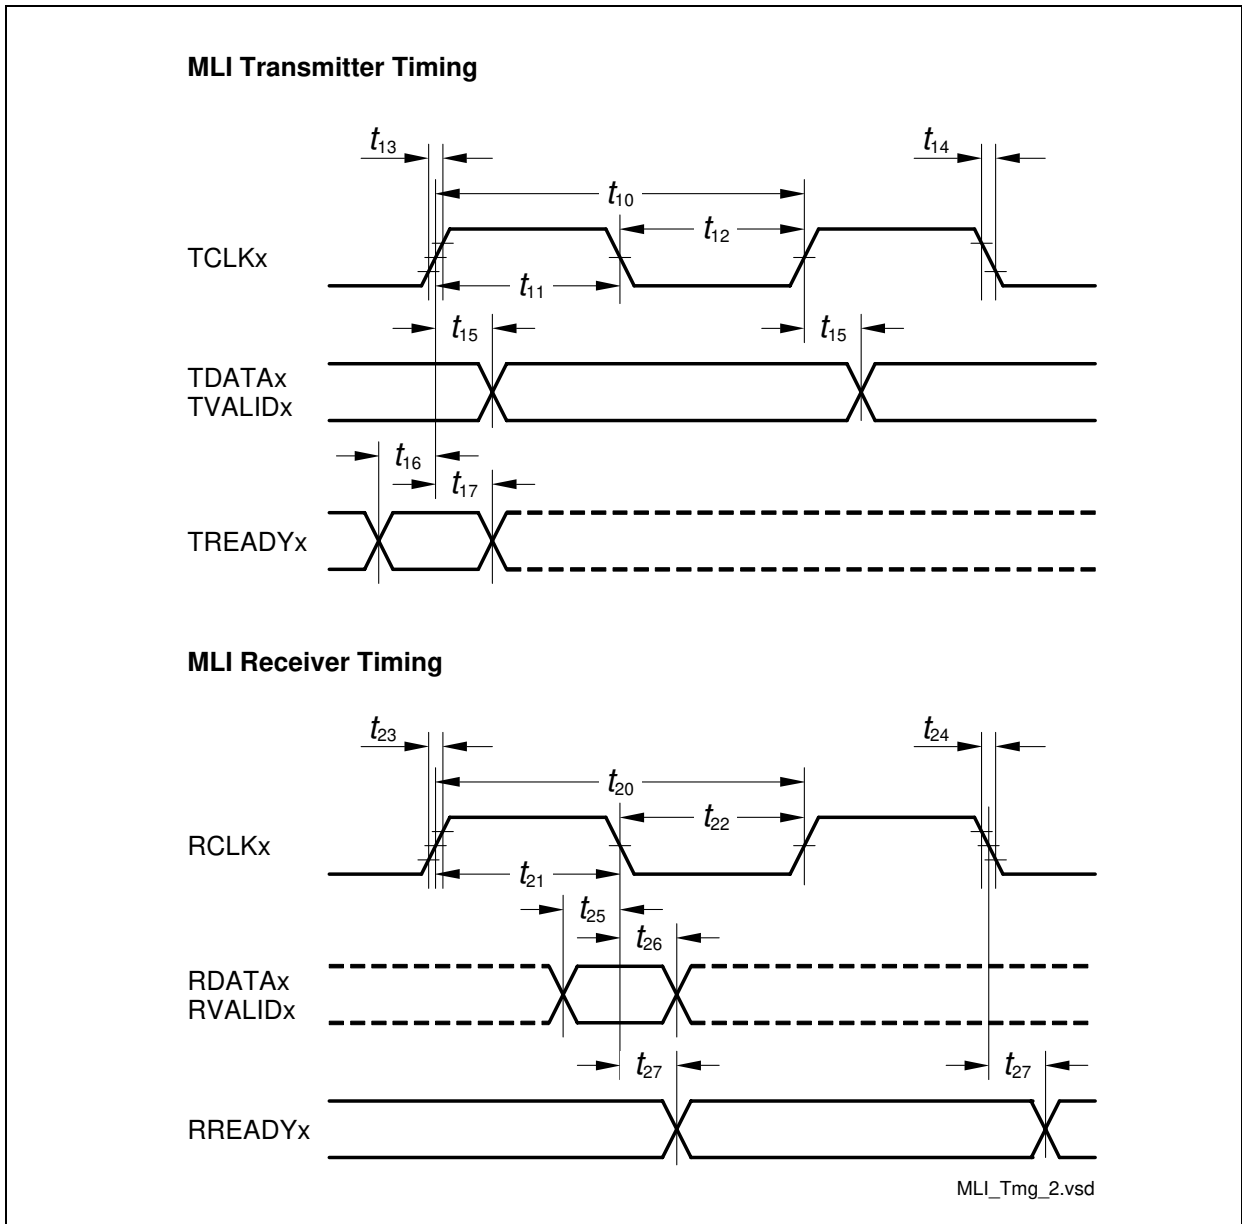 MLI Transmitter Timing
t13
t14
t10
t12
TCLKx
t11
t15
t15
TDATAx
TVALIDx
t16
t17
TREADYx
MLI Receiver Timing
t23
t24
t20
t22
RCLKx
t21
t25
t26
RDATAx
RVALIDx
t27
t27
RREADYx
MLI_Tmg_2.vsd